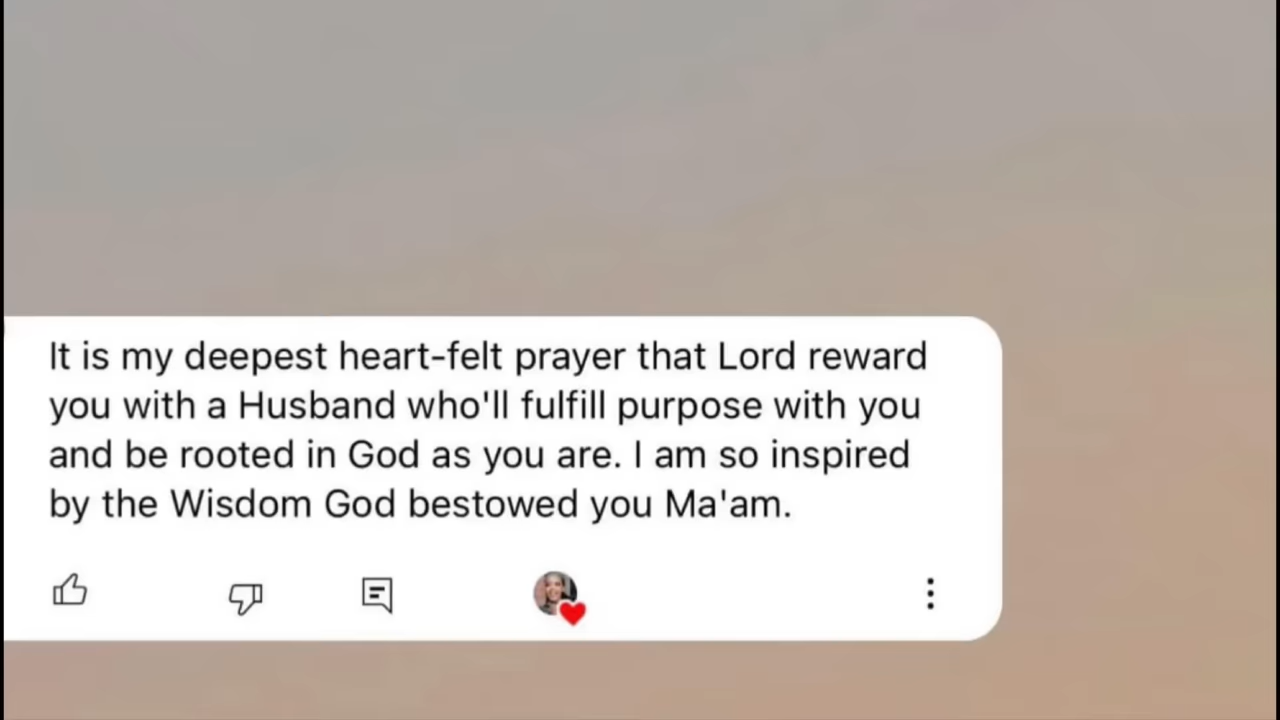 It is my deepest heart-felt prayer that Lord reward
you with a Husband who'll fulfill purpose with you
and be rooted in God as you are. I am so inspired
by the Wisdom God bestowed you Ma'am.